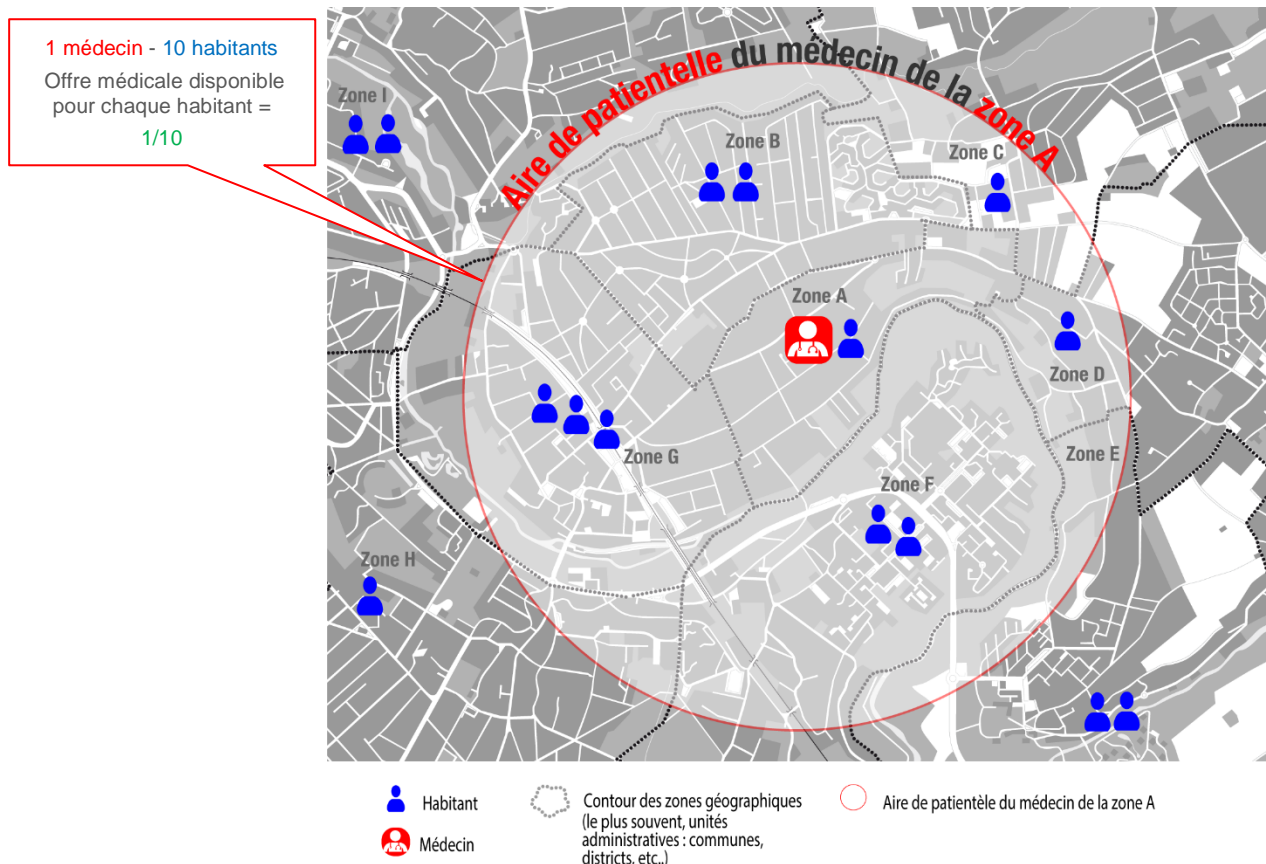 1 médecin - 10 habitants
Offre médicale disponible
pour chaque habitant =
1/10
Aire de patientelle du médecin de la zone A
Zone I
Zone B
Zone C
Zone A
Zone D
Zone G
Zone E
Zone F
Zone H
Habitant
Médecin
Contour des zones géographiques
(le plus souvent, unités
administratives : communes,
districts, etc..)
Aire de patientèle du médecin de la zone A